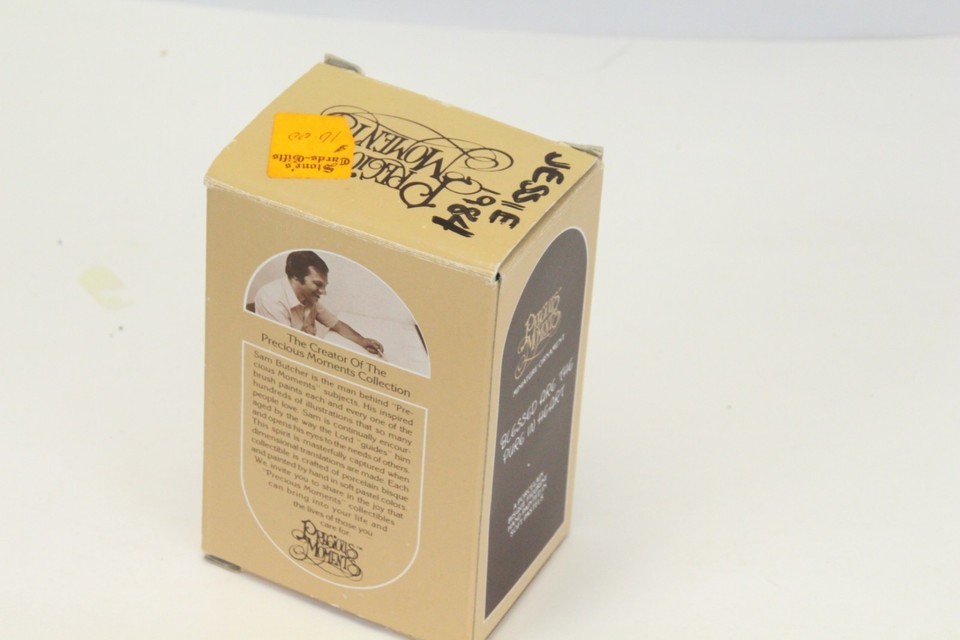 PRECIOUS
MOMENTS
Stone's
Cards-Gifts
$ 10.00
JESSIE
1984
The Creator Of The
Precious Moments Collection
Sam Butcher is the man behind "Pre-
cious Moments" subjects. His inspired
brush paints each and every one of the
hundreds of illustrations that so many
people love. Sam is continually encour-
aged by the way the Lord "guides" him
and opens his eyes to the needs of others.
This spirit is masterfully captured when
dimensional translations are made. Each
collectible is crafted of porcelain bisque
and painted by hand in soft pastel colors.
We invite you to share in the joy that
"Precious Moments" collectibles
can bring into your life and
the lives of those you
care for.
PRECIOUS
MOMENTS™
PRECIOUS
MOMENTS
MINIATURE ORNAMENT
BLESSED ARE THE
PURE IN HEART